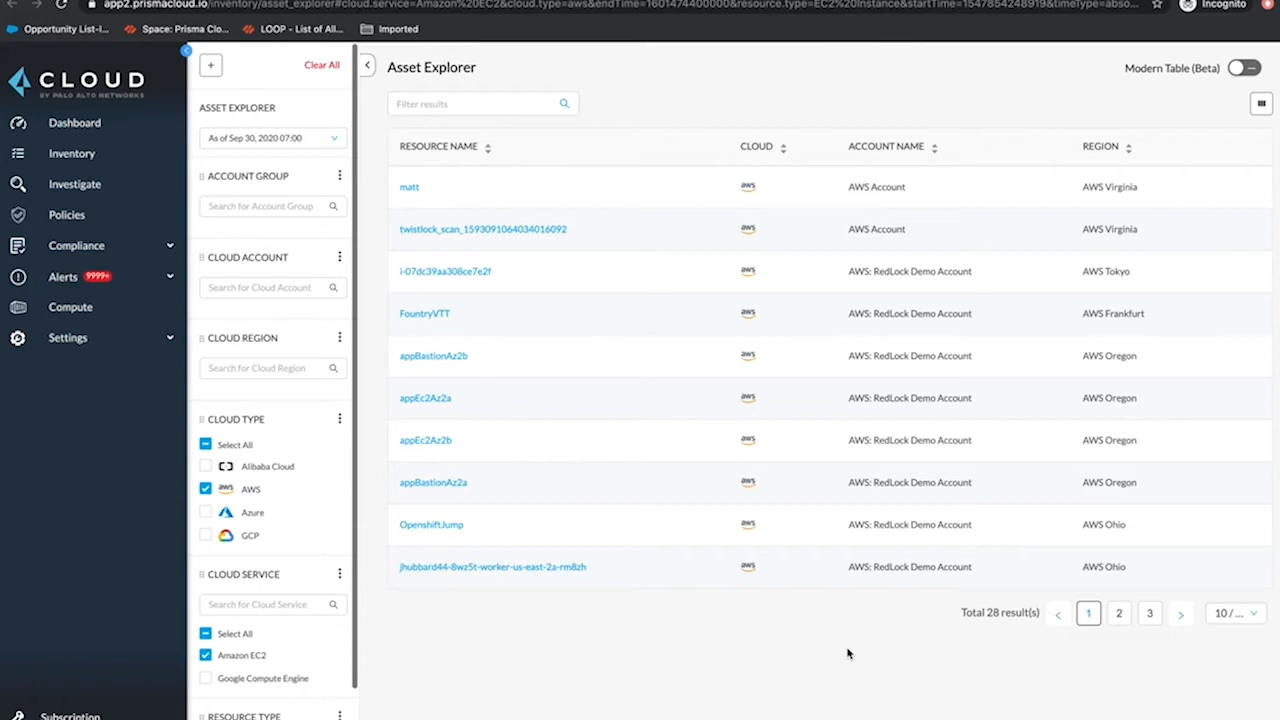 app2.prismacloud.io/inventory/asset_explorer#cloud.service=Amazon%20EC2&cloud.type=aws&endTime=1601474400000&resource.type=EC2%20Instance&startTime=1547854248919&timeType=abso...
Incognito
Opportunity List-I...
Space: Prisma Clo...
LOOP - List of All...
Imported
CLOUD
BY PALO ALTO NETWORKS
Dashboard
Inventory
Investigate
Policies
Compliance
Alerts 9999+
Compute
Settings
Subscription
+
Clear All
ASSET EXPLORER
As of Sep 30, 2020 07:00
ACCOUNT GROUP
Search for Account Group
CLOUD ACCOUNT
Search for Cloud Account
CLOUD REGION
Search for Cloud Region
CLOUD TYPE
Select All
Alibaba Cloud
aws AWS
Azure
GCP
CLOUD SERVICE
Search for Cloud Service
Select All
Amazon EC2
Google Compute Engine
RESOURCE TYPE
Asset Explorer
Modern Table (Beta)
Filter results
RESOURCE NAME CLOUD ACCOUNT NAME REGION
matt aws AWS Account AWS Virginia
twistlock_scan_1593091064034016092 aws AWS Account AWS Virginia
i-07dc39aa308ce7e2f aws AWS: RedLock Demo Account AWS Tokyo
FountryVTT aws AWS: RedLock Demo Account AWS Frankfurt
appBastionAz2b aws AWS: RedLock Demo Account AWS Oregon
appEc2Az2a aws AWS: RedLock Demo Account AWS Oregon
appEc2Az2b aws AWS: RedLock Demo Account AWS Oregon
appBastionAz2a aws AWS: RedLock Demo Account AWS Oregon
OpenshiftJump aws AWS: RedLock Demo Account AWS Ohio
jhubbard44-8wz5t-worker-us-east-2a-rm8zh aws AWS: RedLock Demo Account AWS Ohio
Total 28 result(s) < 1 2 3 > 10 / ...